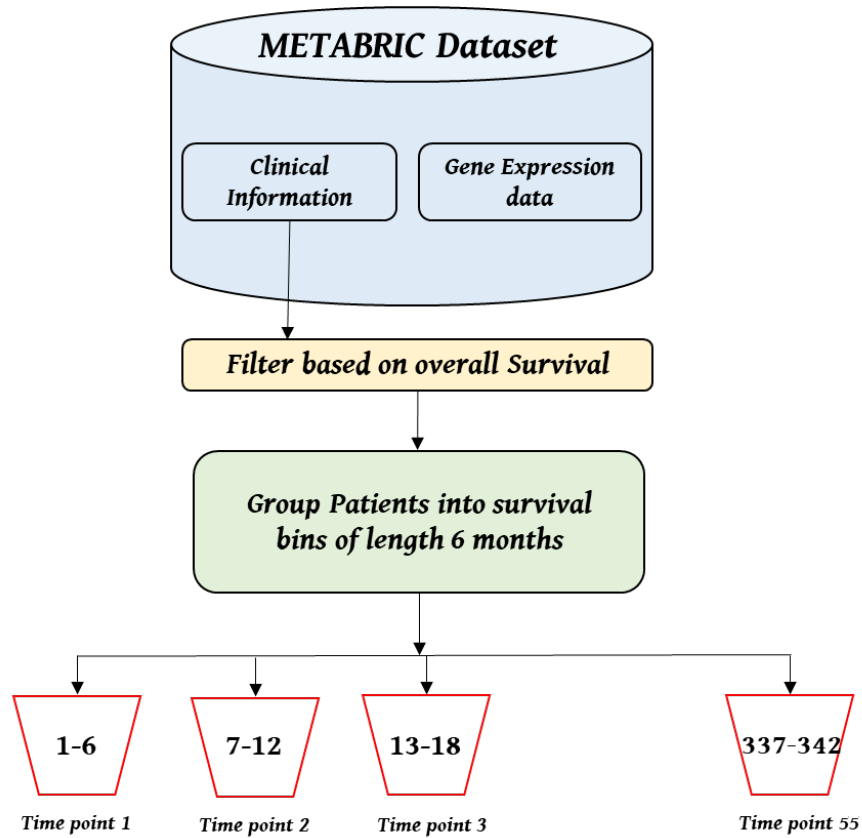 METABRIC Dataset
Clinical
Information
Gene Expression
data
Filter based on overall Survival
Group Patients into survival
bins of length 6 months
1-6
7-12
13-18
337-342
Time point 1
Time point 2
Time point 3
Time point 55